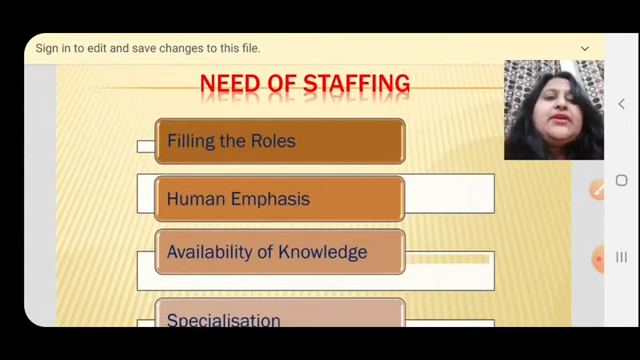 Sign in to edit and save changes to this file.
NEED OF STAFFING
Filling the Roles
Human Emphasis
Availability of Knowledge
Specialisation